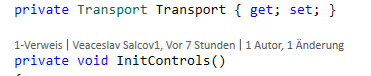 private Transport Transport { get; set; }
1-Verweis | Veaceslav Salcov1, Vor 7 Stunden | 1 Autor, 1 Änderung
private void InitControls()